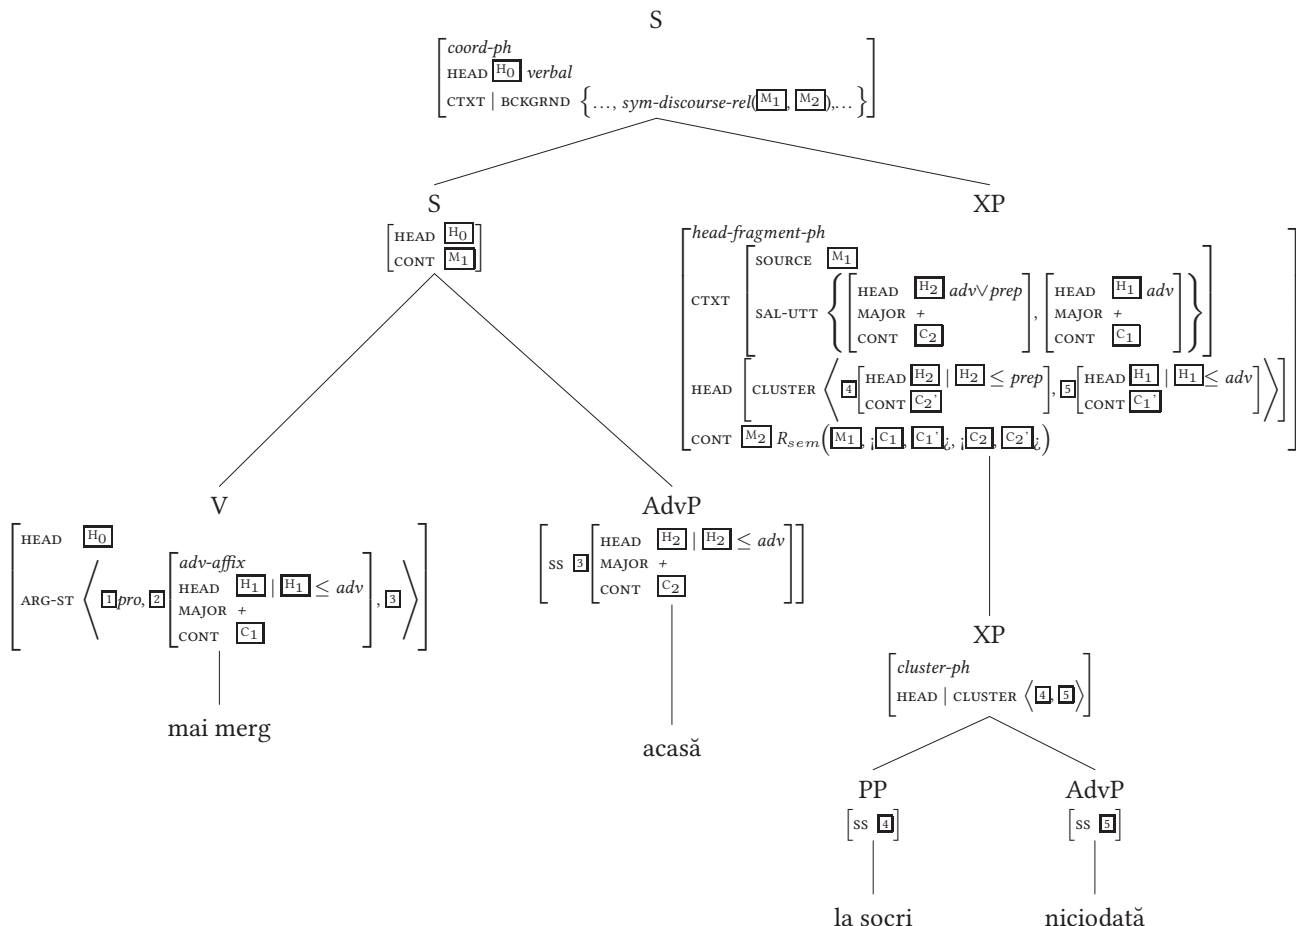 S
coord-ph
HEAD H0 verbal
CTXT | BCKGRND {…, sym-discourse-rel(M1, M2),…}
S
HEAD H0
CONT M1
XP
head-fragment-ph
CTXT
SOURCE M1
SAL-UTT
HEAD H2 adv∨prep
MAJOR +
CONT C2
,
HEAD H1 adv
MAJOR +
CONT C1
HEAD
CLUSTER
4 HEAD H2 | H2 ≤ prep
CONT C2'
,
5 HEAD H1 | H1 ≤ adv
CONT C1'
CONT M2 Rsem(M1, ¡C1, C1'¿, ¡C2, C2'¿)
V
HEAD H0
ARG-ST ⟨1pro, 2
adv-affix
HEAD H1 | H1 ≤ adv
MAJOR +
CONT C1
, 3⟩
mai merg
AdvP
ss 3
HEAD H2 | H2 ≤ adv
MAJOR +
CONT C2
acasă
XP
cluster-ph
HEAD | CLUSTER ⟨4, 5⟩
PP
[ss 4]
la socri
AdvP
[ss 5]
niciodată